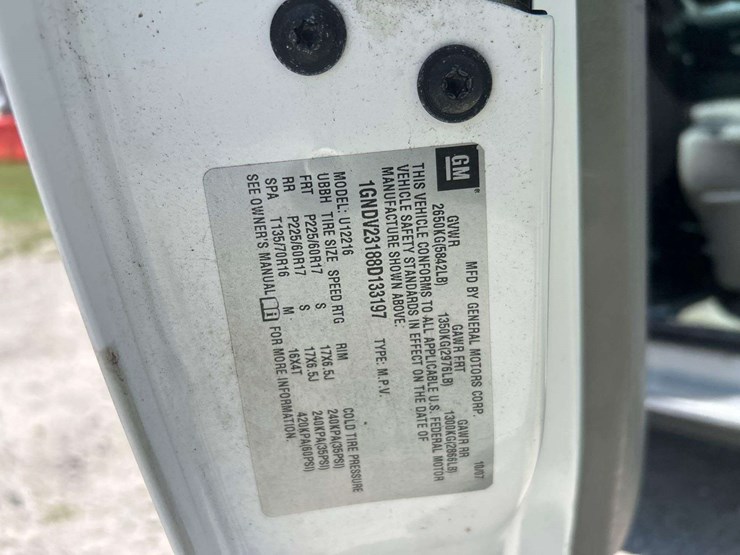 GM
MFD BY GENERAL MOTORS CORP. 10/07
GVWR GAWR FRT GAWR RR
2650KG(5842LB) 1350KG(2976LB) 1300KG(2866LB)
THIS VEHICLE CONFORMS TO ALL APPLICABLE U.S. FEDERAL MOTOR
VEHICLE SAFETY STANDARDS IN EFFECT ON THE DATE OF
MANUFACTURE SHOWN ABOVE.
1GNDV23188D133197 TYPE: M.P.V.
MODEL: U12216
UBBH TIRE SIZE SPEED RTG RIM COLD TIRE PRESSURE
FRT P225/60R17 S 17X6.5J 240KPA(35PSI)
RR P225/60R17 S 17X6.5J 240KPA(35PSI)
SPA T135/70R16 M 16X4T 420KPA(60PSI)
SEE OWNER'S MANUAL FOR MORE INFORMATION.